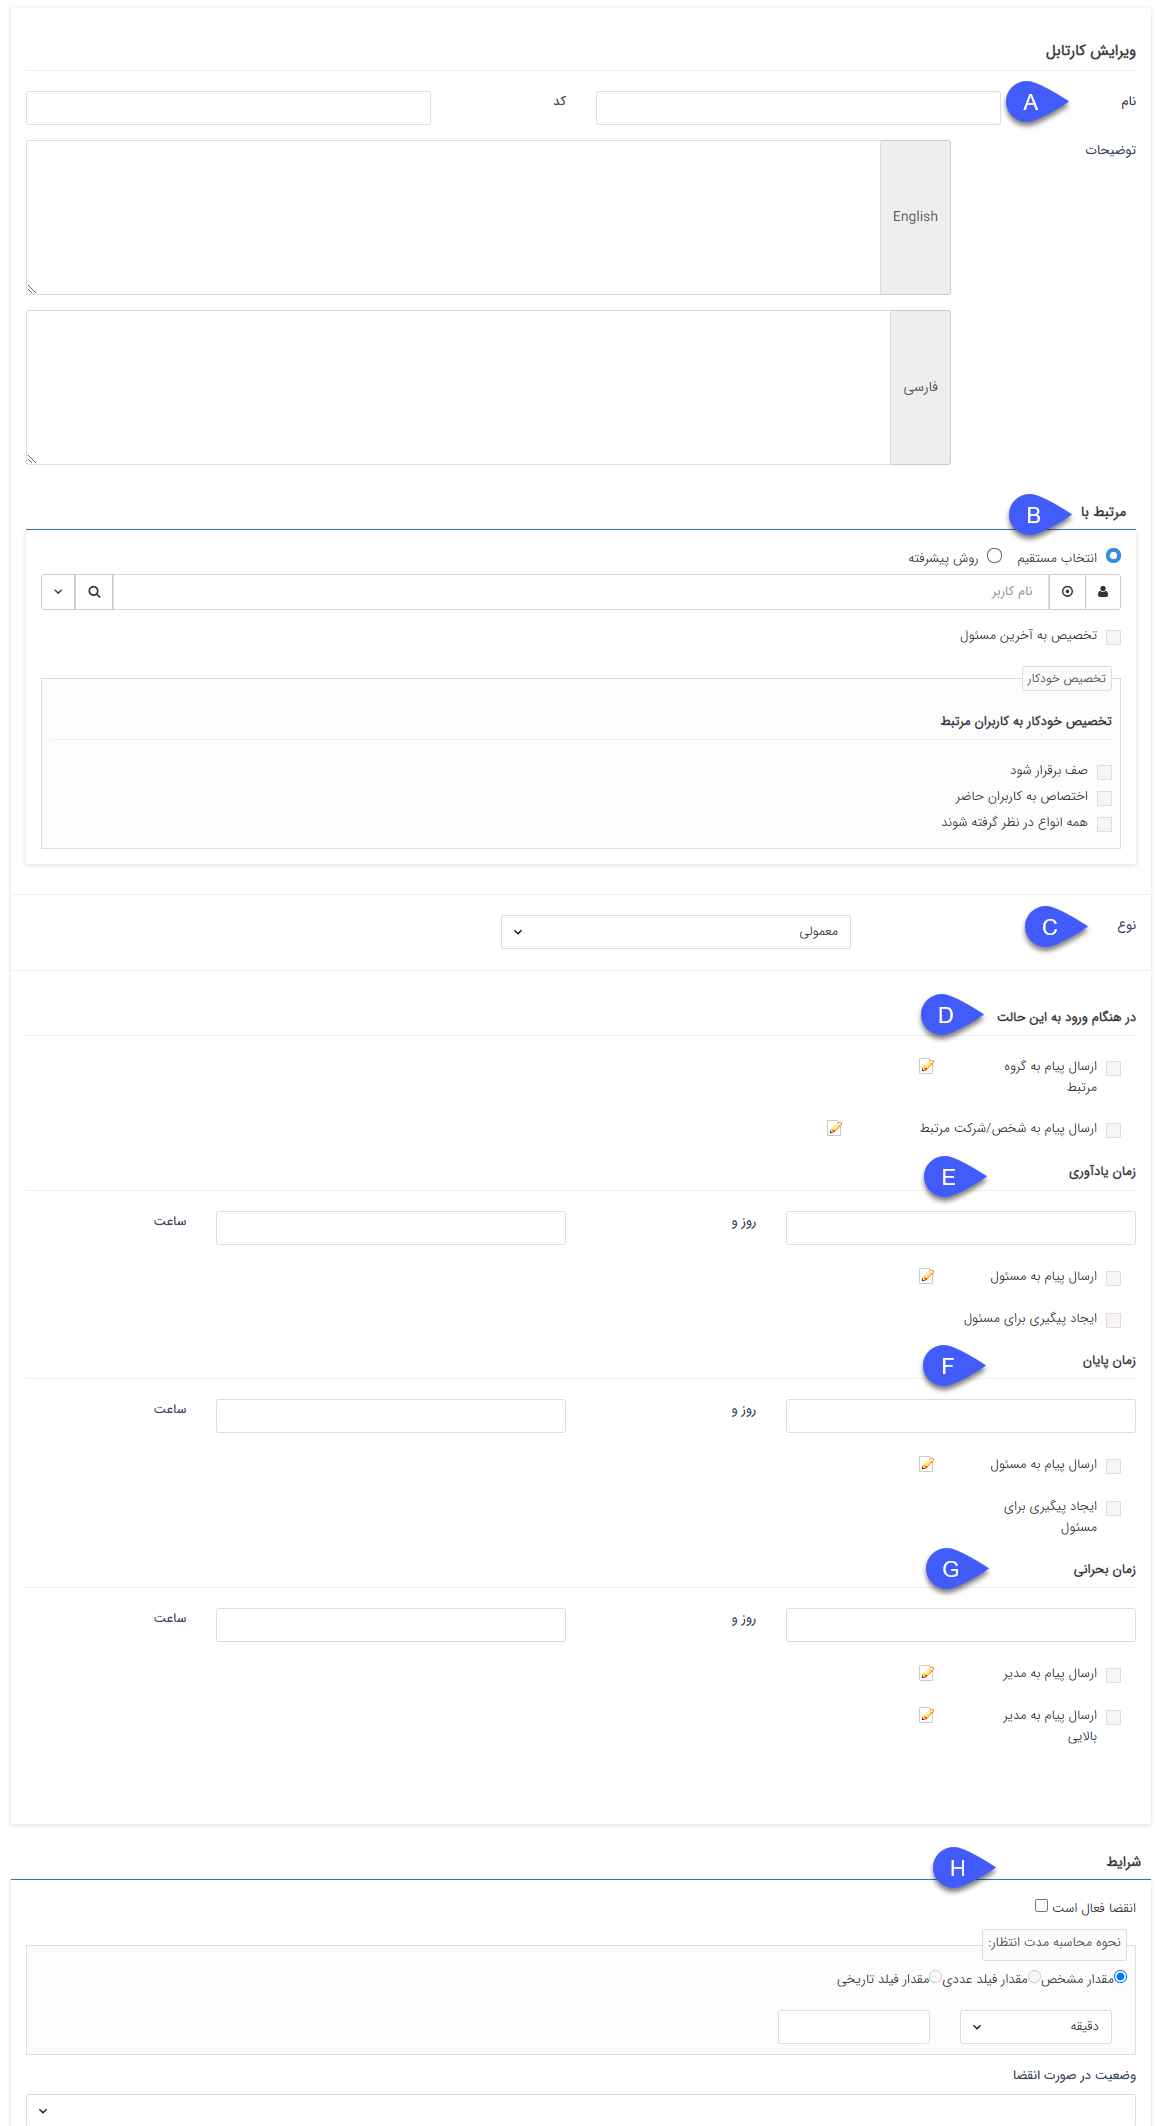 ویرایش کارتابل
نام A کد
توضیحات
English
فارسی
مرتبط با B
انتخاب مستقیم روش پیشرفته
نام کاربر
تخصیص به آخرین مسئول
تخصیص خودکار
تخصیص خودکار به کاربران مرتبط
صف برقرار شود
اختصاص به کاربران حاضر
همه انواع در نظر گرفته شوند
نوع C معمولی
در هنگام ورود به این حالت D
ارسال پیام به گروه
مرتبط
ارسال پیام به شخص/شرکت مرتبط
زمان یادآوری E
روز و ساعت
ارسال پیام به مسئول
ایجاد پیگیری برای مسئول
زمان پایان F
روز و ساعت
ارسال پیام به مسئول
ایجاد پیگیری برای
مسئول
زمان بحرانی G
روز و ساعت
ارسال پیام به مدیر
ارسال پیام به مدیر
بالایی
شرایط H
انقضا فعال است
نحوه محاسبه مدت انتظار:
مقدار مشخص مقدار فیلد عددی مقدار فیلد تاریخی
دقیقه
وضعیت در صورت انقضا